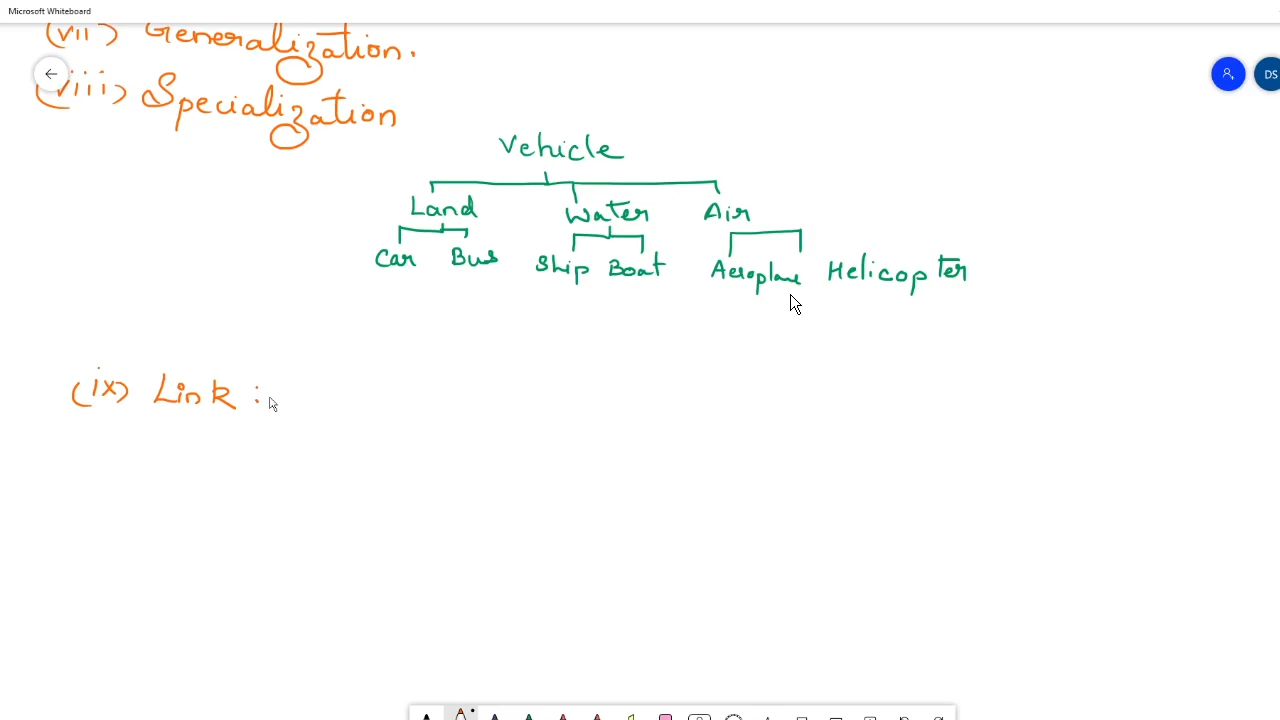 Microsoft Whiteboard
(vii) Generalization.
(viii) Specialization
DS
Vehicle
Land Water Air
Car Bus Ship Boat Aeroplane Helicopter
(ix) Link :